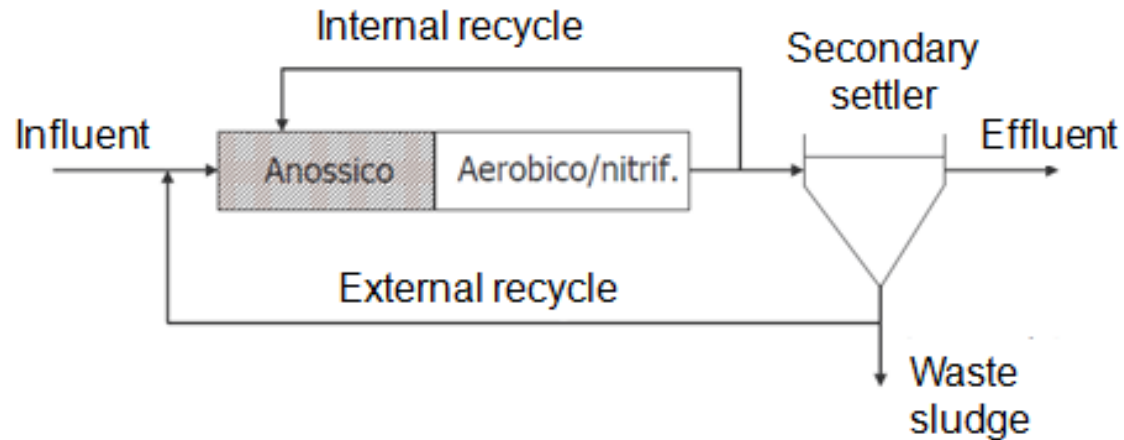 Internal recycle
Secondary
settler
Influent
Effluent
Anossico
Aerobico/nitrif.
External recycle
Waste
sludge